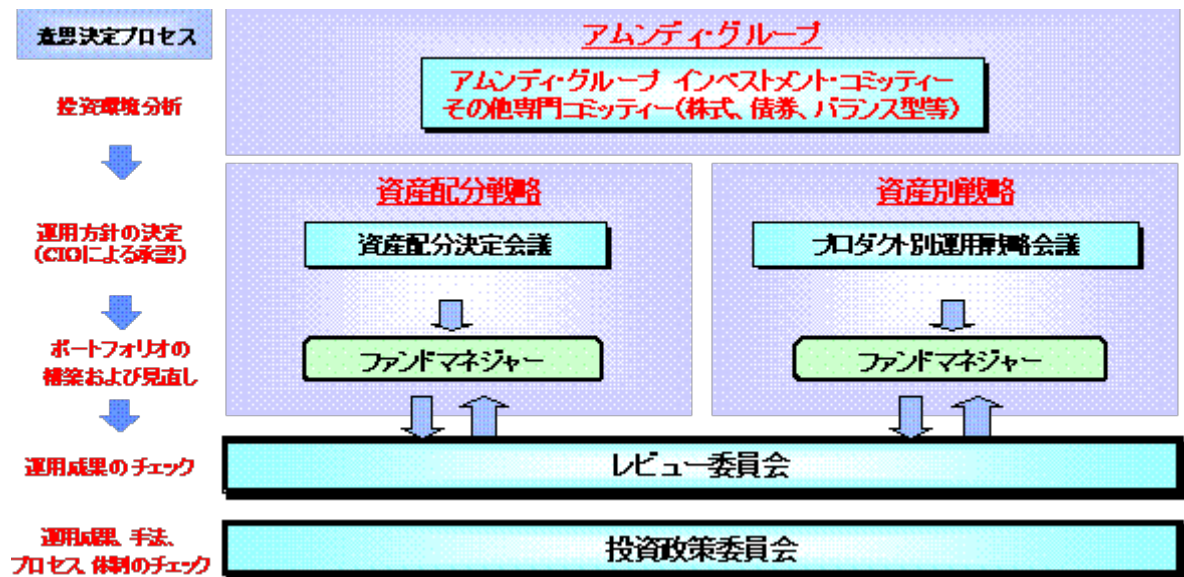 意思決定プロセス
アムンディ・グループ
アムンディ・グループ インベストメント・コミッティー
その他専門コミッティー(株式、債券、バランス型等)
投資環境分析
資産配分戦略
資産別戦略
運用方針の決定
(CIOによる承認)
資産配分決定会議
プロダクト別運用戦略会議
ポートフォリオの
構築および見直し
ファンドマネジャー
ファンドマネジャー
運用成果のチェック
レビュー委員会
運用成果、手法、
プロセス、体制のチェック
投資政策委員会